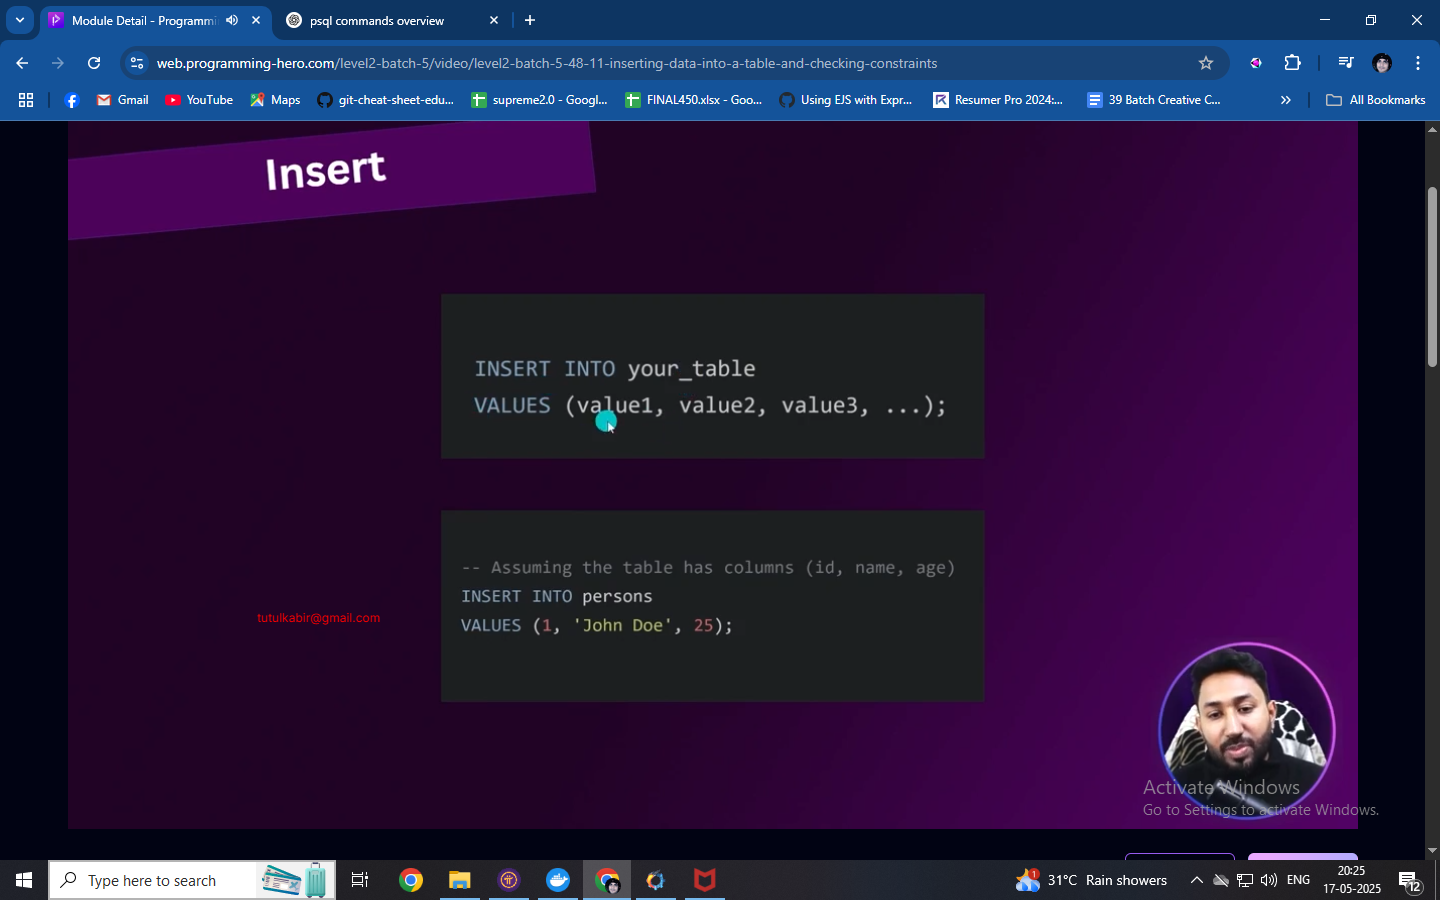 Module Detail - Programmi
psql commands overview
web.programming-hero.com/level2-batch-5/video/level2-batch-5-48-11-inserting-data-into-a-table-and-checking-constraints
Gmail
YouTube
Maps
git-cheat-sheet-edu...
supreme2.0 - Googl...
FINAL450.xlsx - Goo...
Using EJS with Expr...
Resumer Pro 2024:...
39 Batch Creative C...
All Bookmarks
Insert
INSERT INTO your_table
VALUES (value1, value2, value3, ...);
-- Assuming the table has columns (id, name, age)
INSERT INTO persons
VALUES (1, 'John Doe', 25);
tutulkabir@gmail.com
Activate Windows
Go to Settings to activate Windows.
Type here to search
1
31°C Rain showers
ENG
20:25
17-05-2025
12